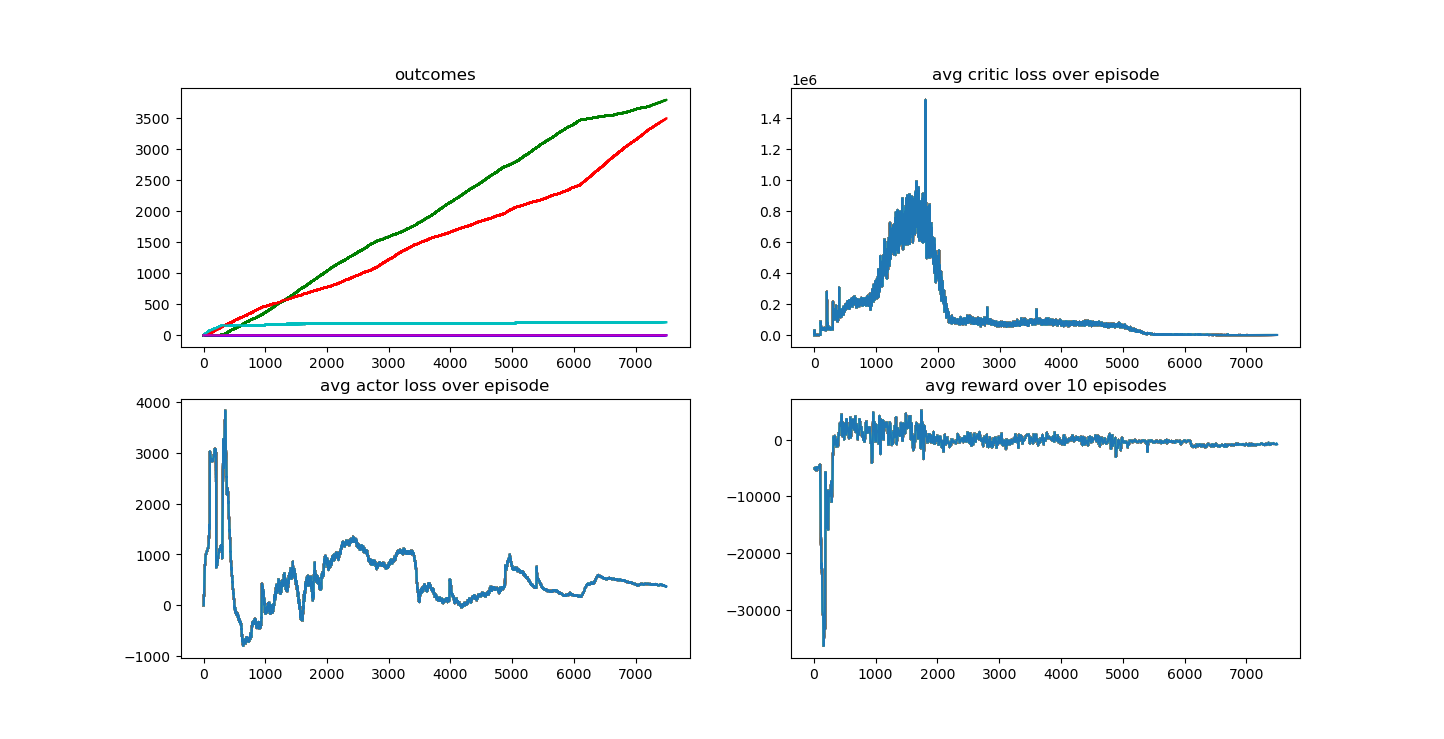 outcomes
3500
3000
2500
2000
1500
1000
500
0
0 1000 2000 3000 4000 5000 6000 7000
avg critic loss over episode
1e6
1.4
1.2
1.0
0.8
0.6
0.4
0.2
0.0
0 1000 2000 3000 4000 5000 6000 7000
avg actor loss over episode
4000
3000
2000
1000
0
−1000
0 1000 2000 3000 4000 5000 6000 7000
avg reward over 10 episodes
0
−10000
−20000
−30000
0 1000 2000 3000 4000 5000 6000 7000